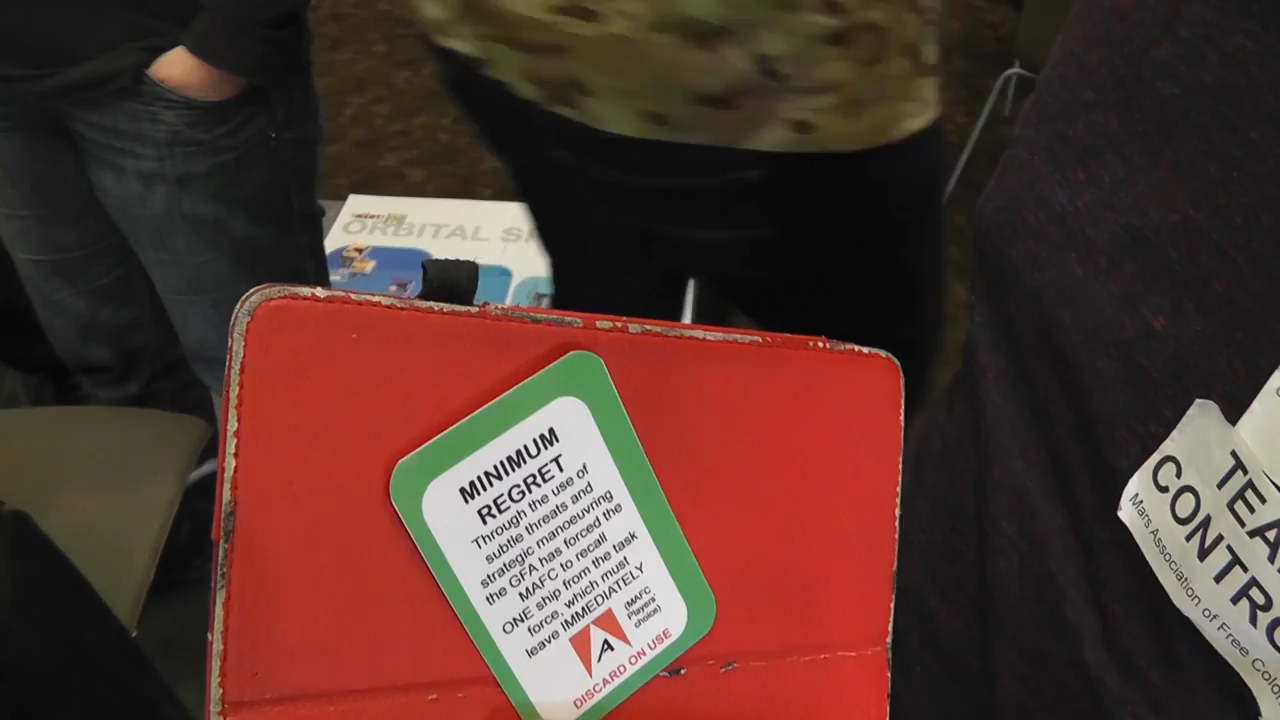 ORBITAL
MINIMUM
REGRET
Through the use of
subtle threats and
strategic manoeuvring
the GFA has forced the
MAFC to recall
ONE ship from the task
force, which must
leave IMMEDIATELY
(MAFC
Players'
choice)
A
DISCARD ON USE
TEA
CONTRO
Mars Association of Free Colo